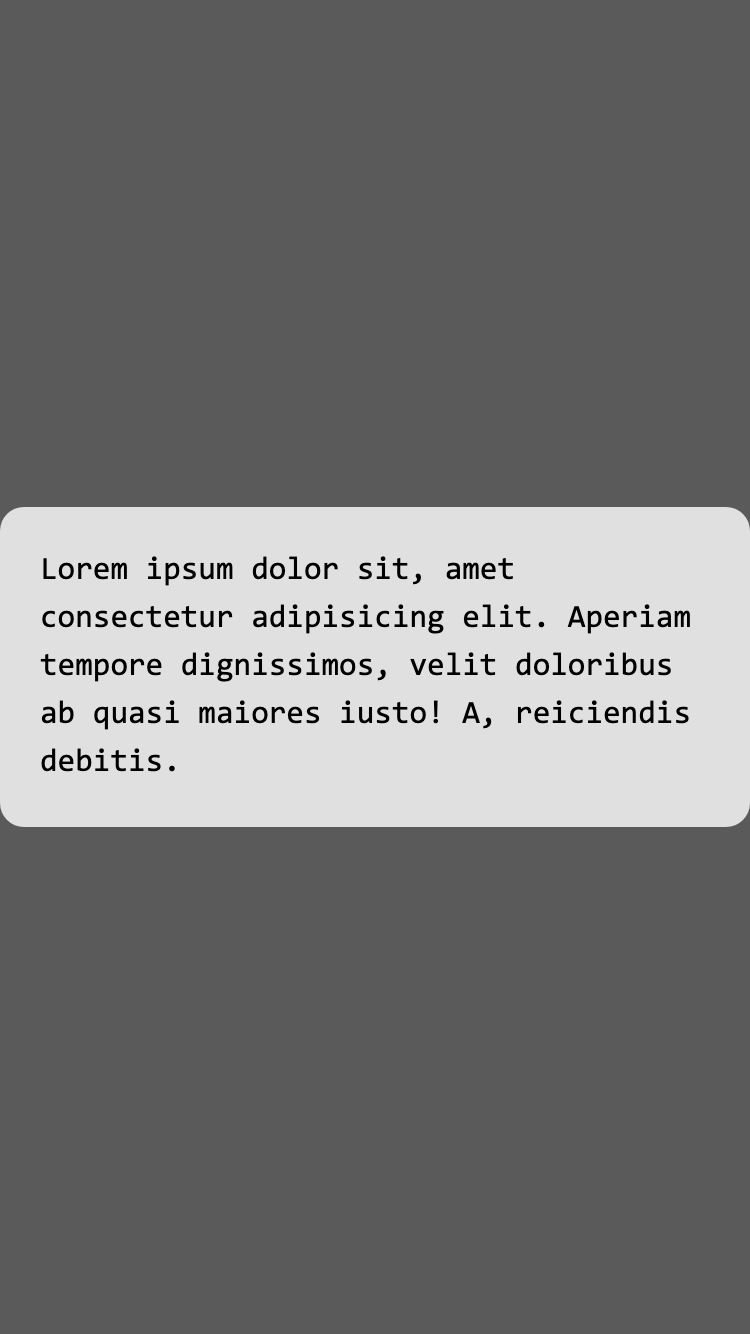 Lorem ipsum dolor sit, amet
consectetur adipisicing elit. Aperiam
tempore dignissimos, velit doloribus
ab quasi maiores iusto! A, reiciendis
debitis.